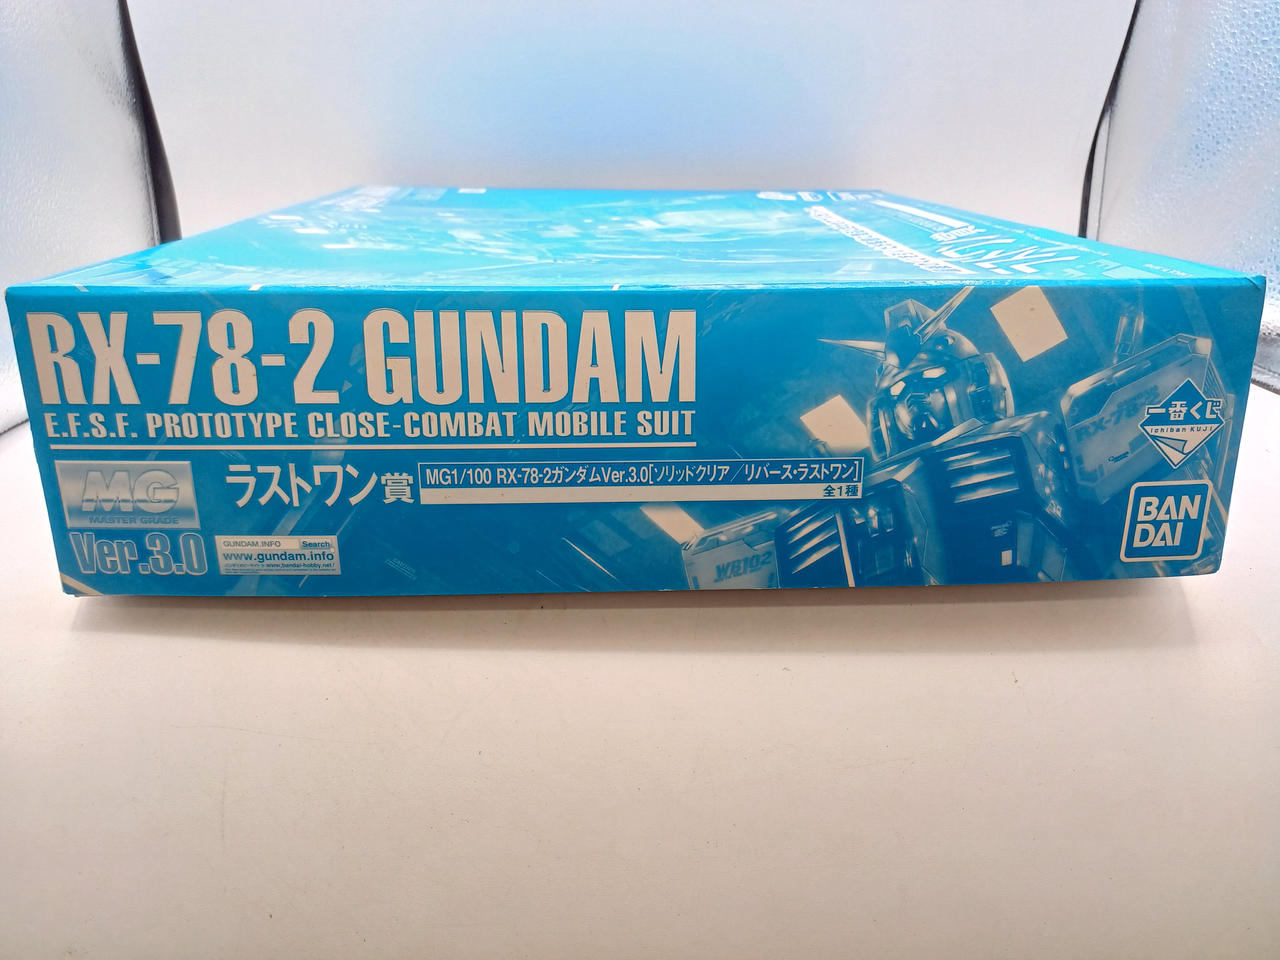 RX-78-2 GUNDAM
E.F.S.F. PROTOTYPE CLOSE-COMBAT MOBILE SUIT
MG
MASTER GRADE
Ver.3.0
ラストワン賞
MG1/100 RX-78-2ガンダムVer.3.0[ソリッドクリア/リバース・ラストワン]
全1種
GUNDAM.INFO Search
www.gundam.info
WB102
RX-78
一番くじ
Ichiban KUJI
BAN
DAI